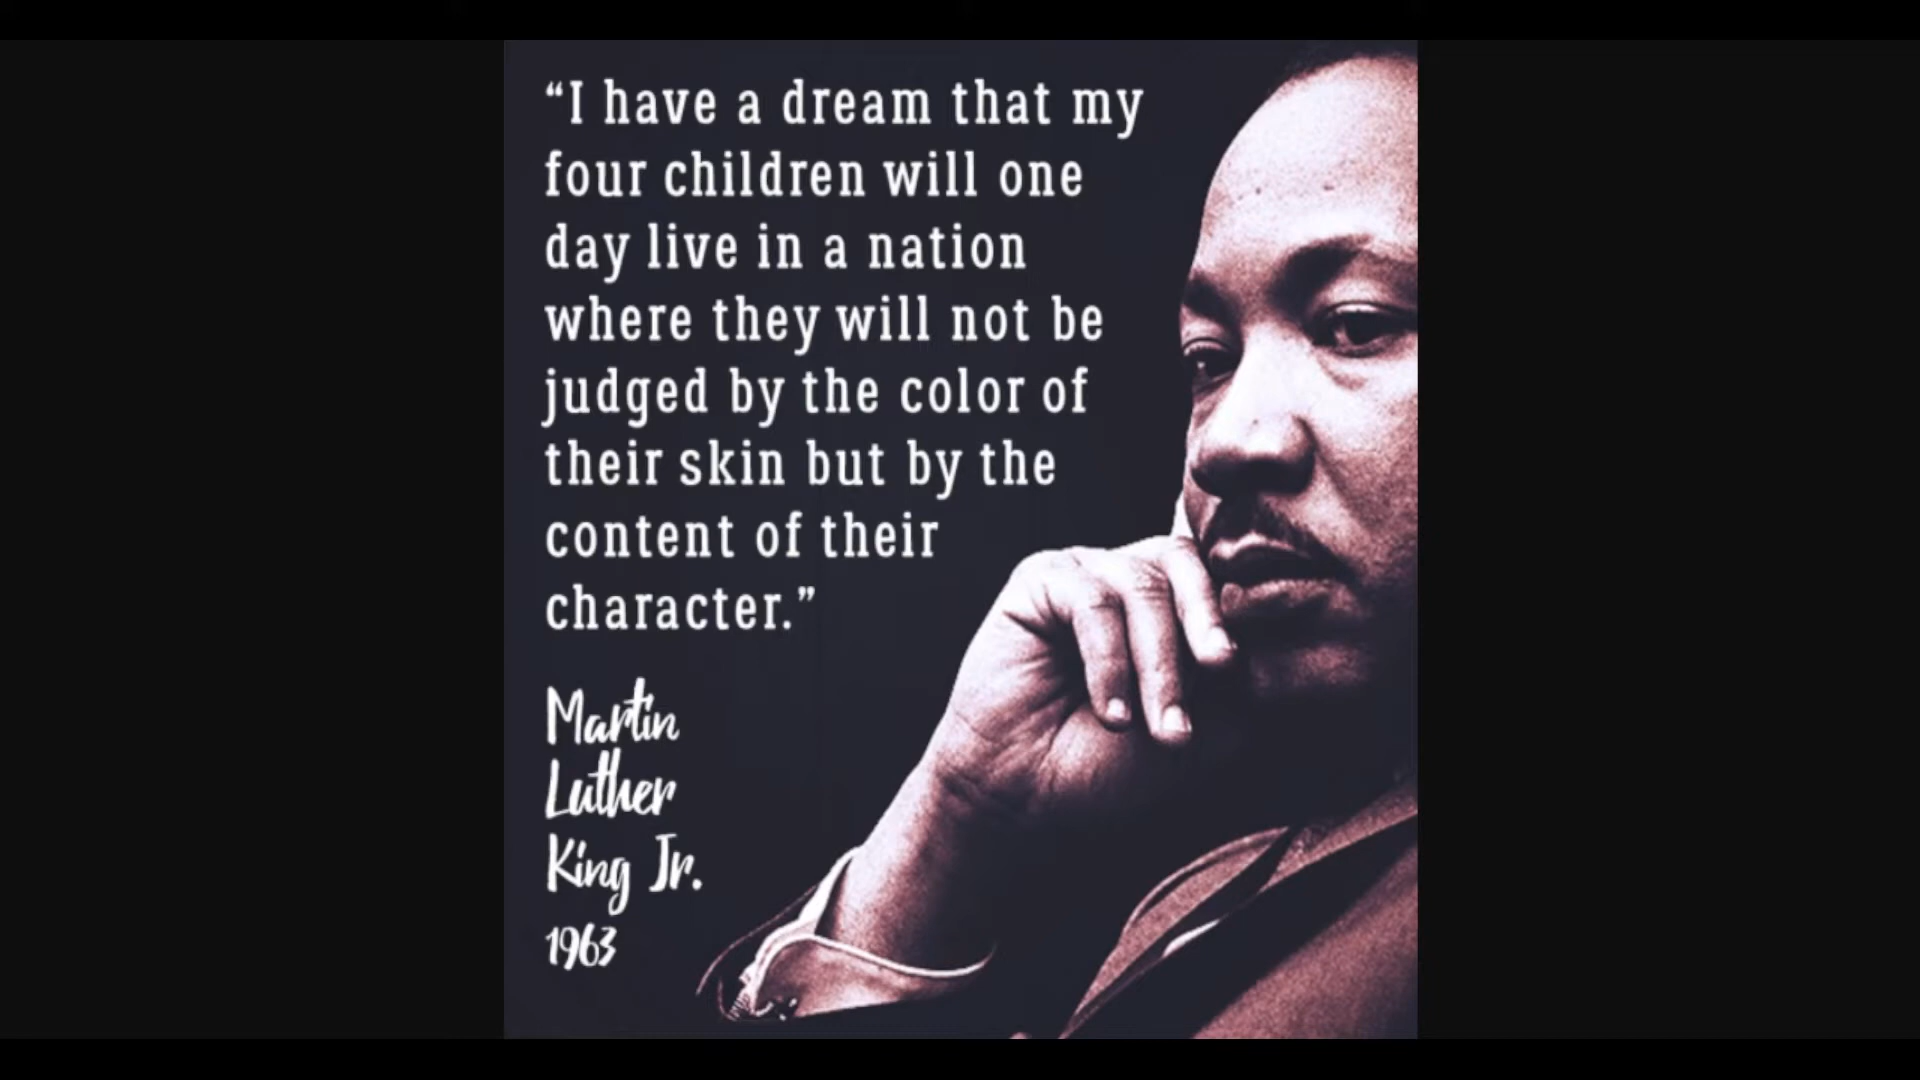 “I have a dream that my
four children will one
day live in a nation
where they will not be
judged by the color of
their skin but by the
content of their
character.”
Martin
Luther
King Jr.
1963